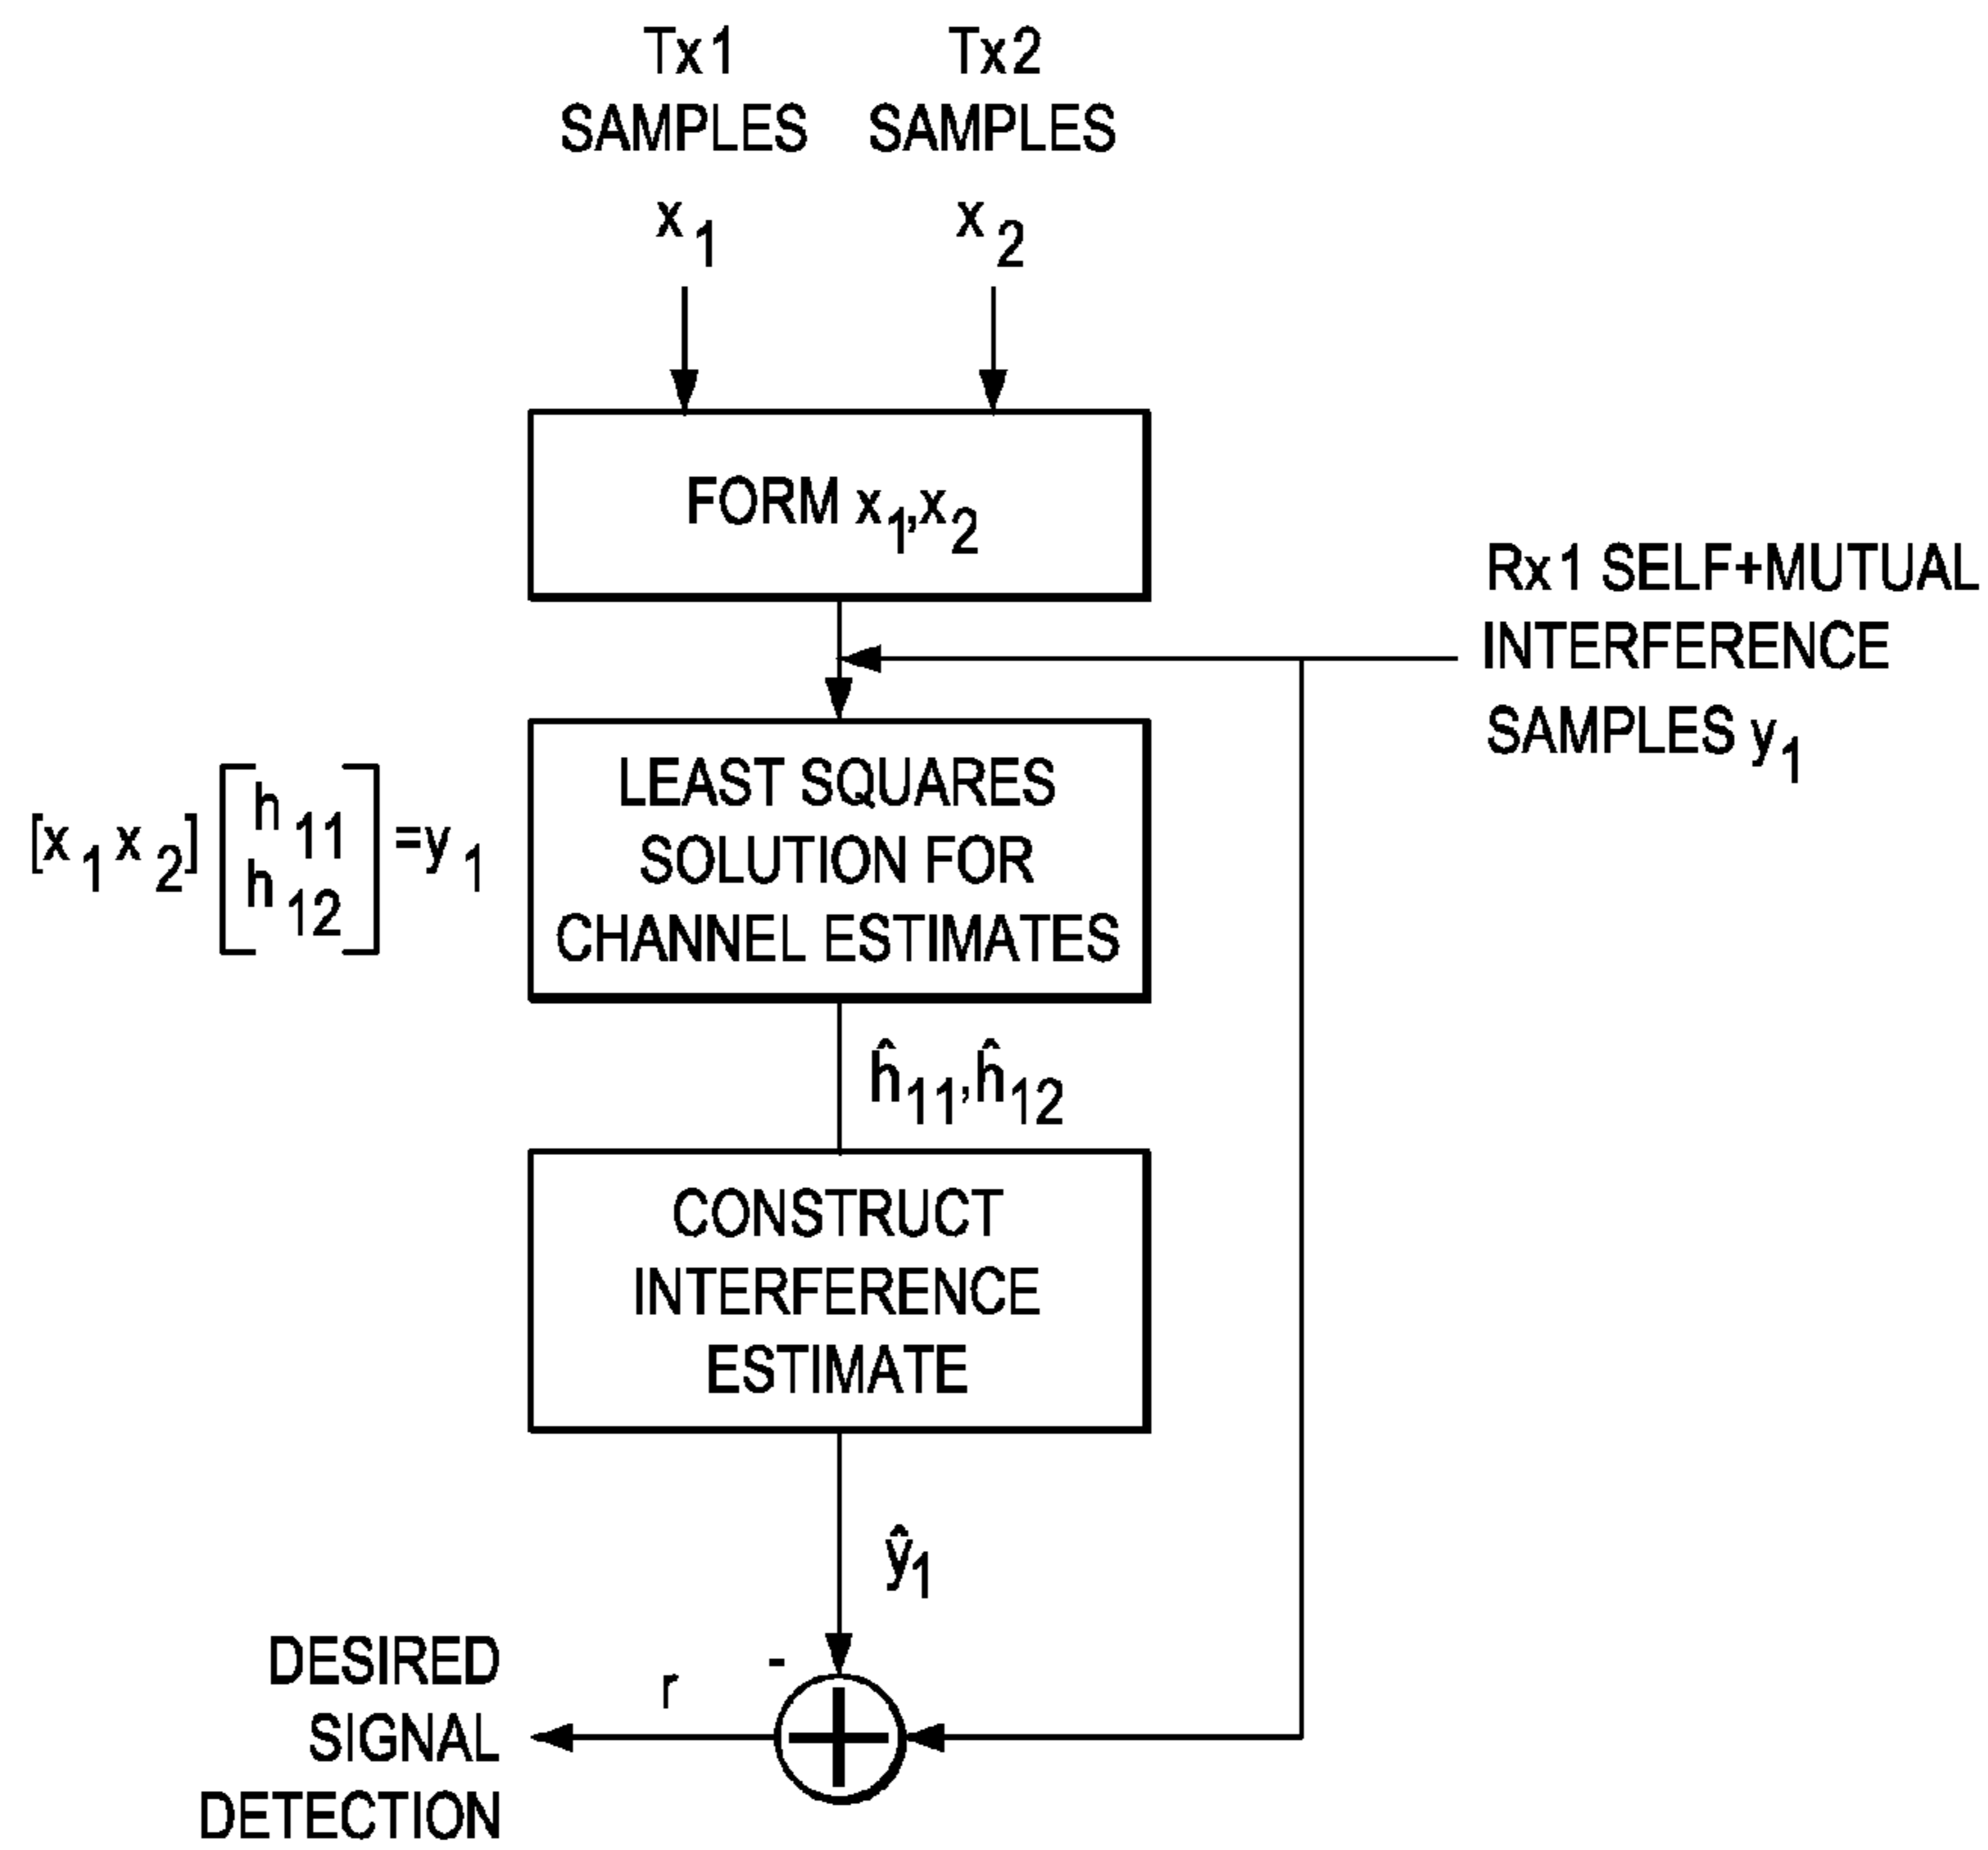 Tx1
SAMPLES
x1
Tx2
SAMPLES
x2
FORM x1,x2
Rx1 SELF+MUTUAL
INTERFERENCE
SAMPLES y1
[x1 x2] [h11 h12] =y1
LEAST SQUARES
SOLUTION FOR
CHANNEL ESTIMATES
ĥ11,ĥ12
CONSTRUCT
INTERFERENCE
ESTIMATE
ŷ1
-
r
DESIRED
SIGNAL
DETECTION